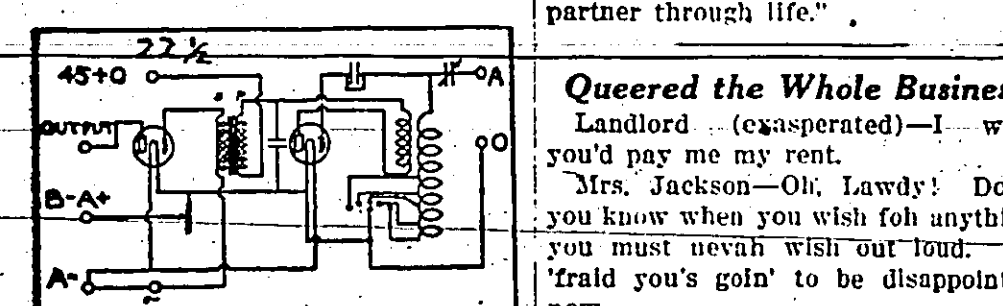 22½
45+O
A
OUTPUT
S P
O
B-A+
A-
~
partner through life."
Queered the Whole Busines
Landlord (exasperated)—I w
you'd pay me my rent.
Mrs. Jackson—Oh, Lawdy! Do
you know when you wish foh anythi
you must nevah wish out loud.
'fraid you's goin' to be disappoint
now